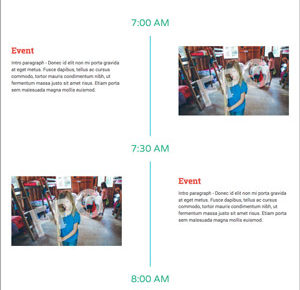 7:00 AM
Event
Intro paragraph - Donec id elit non mi porta gravida
at eget metus. Fusce dapibus, tellus ac cursus
commodo, tortor mauris condimentum nibh, ut
fermentum massa justo sit amet risus. Etiam porta
sem malesuada magna mollis euismod.
7:30 AM
Event
Intro paragraph - Donec id elit non mi porta gravida
at eget metus. Fusce dapibus, tellus ac cursus
commodo, tortor mauris condimentum nibh, ut
fermentum massa justo sit amet risus. Etiam porta
sem malesuada magna mollis euismod.
8:00 AM